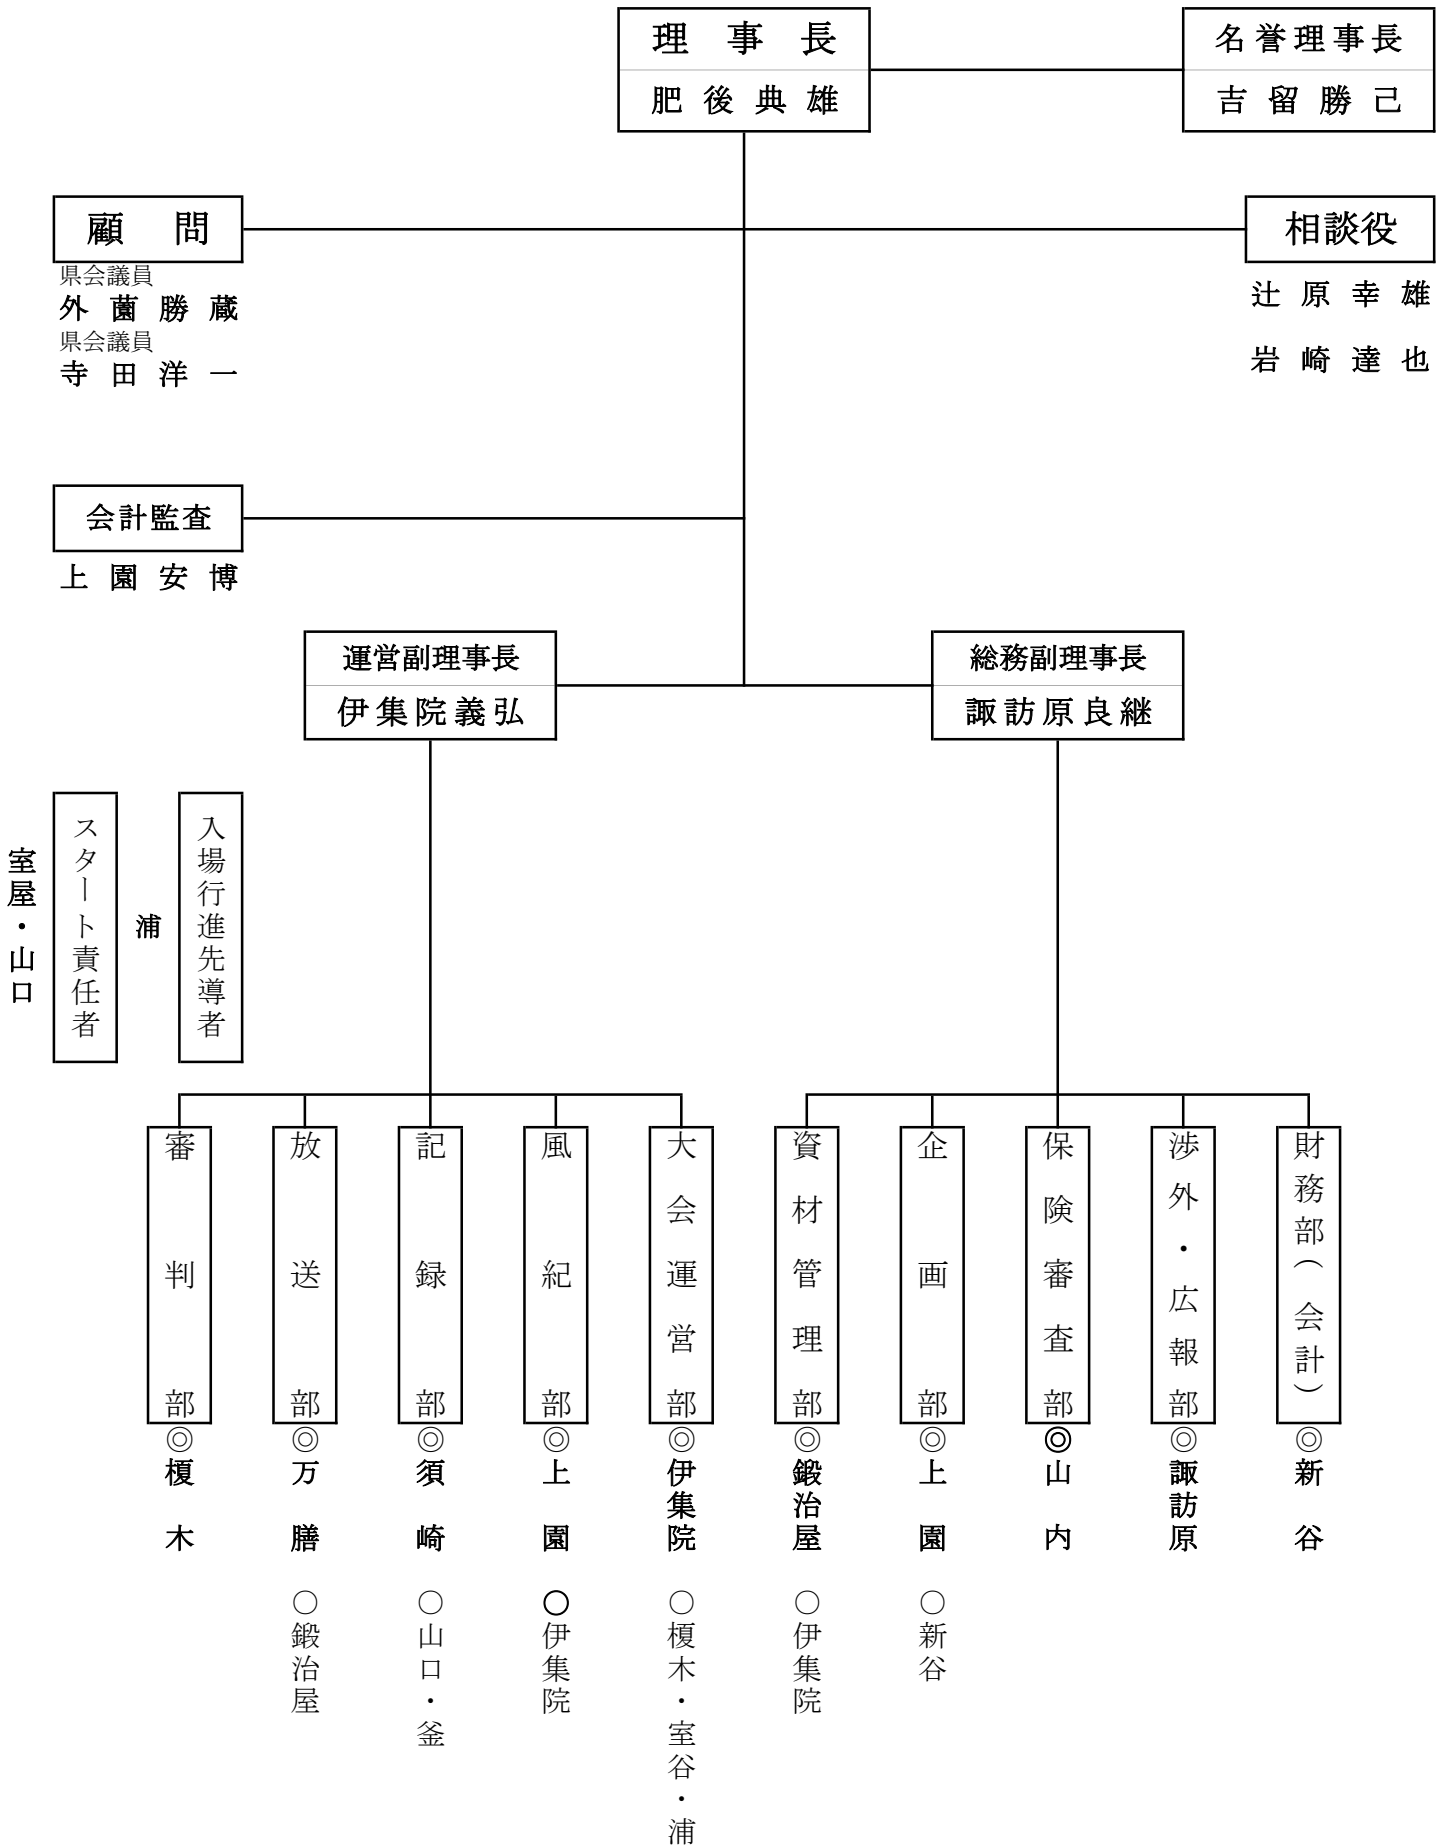 理事長
肥後典雄
名誉理事長
吉留勝己
顧問
県会議員
外薗勝蔵
県会議員
寺田洋一
相談役
辻原幸雄
岩崎達也
会計監査
上園安博
運営副理事長
伊集院義弘
総務副理事長
諏訪原良継
入場行進先導者
浦
スタート責任者
室屋・山口
財務部（会計）
◎新谷
渉外・広報部
◎諏訪原
保険審査部
◎山内
企画部
◎上園
○新谷
資材管理部
◎鍛治屋
○伊集院
大会運営部
◎伊集院
○榎木・室谷・浦
風紀部
◎上園
○伊集院
記録部
◎須崎
○山口・釜
放送部
◎万膳
○鍛治屋
審判部
◎榎木